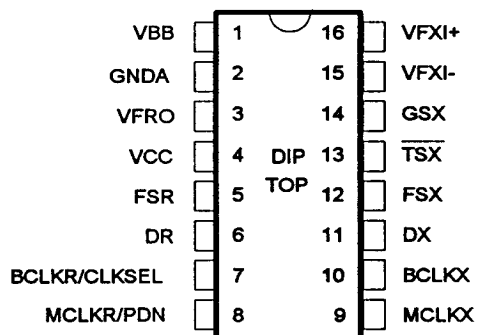 VBB 1 16 VFXI+
GNDA 2 15 VFXI-
VFRO 3 14 GSX
VCC 4 DIP 13 TSX
TOP
FSR 5 12 FSX
DR 6 11 DX
BCLKR/CLKSEL 7 10 BCLKX
MCLKR/PDN 8 9 MCLKX